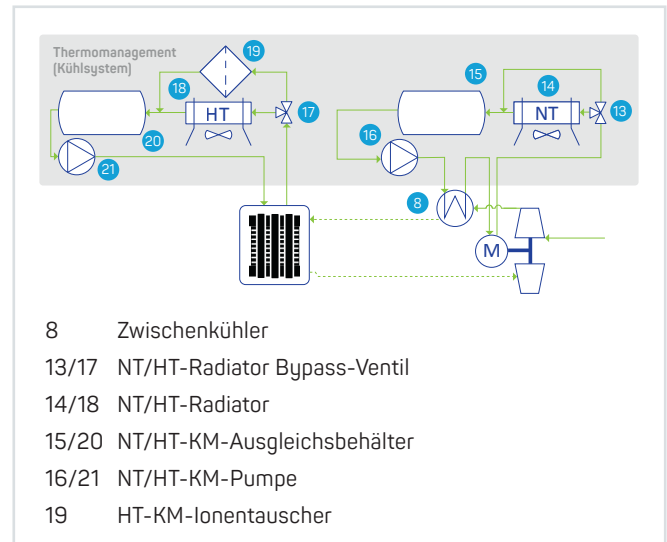 Thermomanagement
(Kühlsystem)
19
18
HT
17
20
21
15
14
NT
13
16
8
M
8 Zwischenkühler
13/17 NT/HT-Radiator Bypass-Ventil
14/18 NT/HT-Radiator
15/20 NT/HT-KM-Ausgleichsbehälter
16/21 NT/HT-KM-Pumpe
19 HT-KM-Ionentauscher